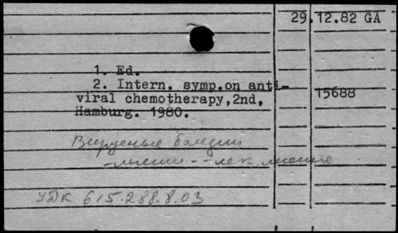 29.12.82 GA
1. Ed.
2. Intern. symp.on anti-
viral chemotherapy,2nd,
Hamburg. 1980.
15688
Вирусные
УДК 615.288.8.03